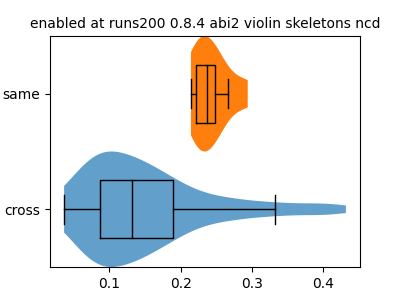 enabled at runs200 0.8.4 abi2 violin skeletons ncd
same
cross
0.1 0.2 0.3 0.4